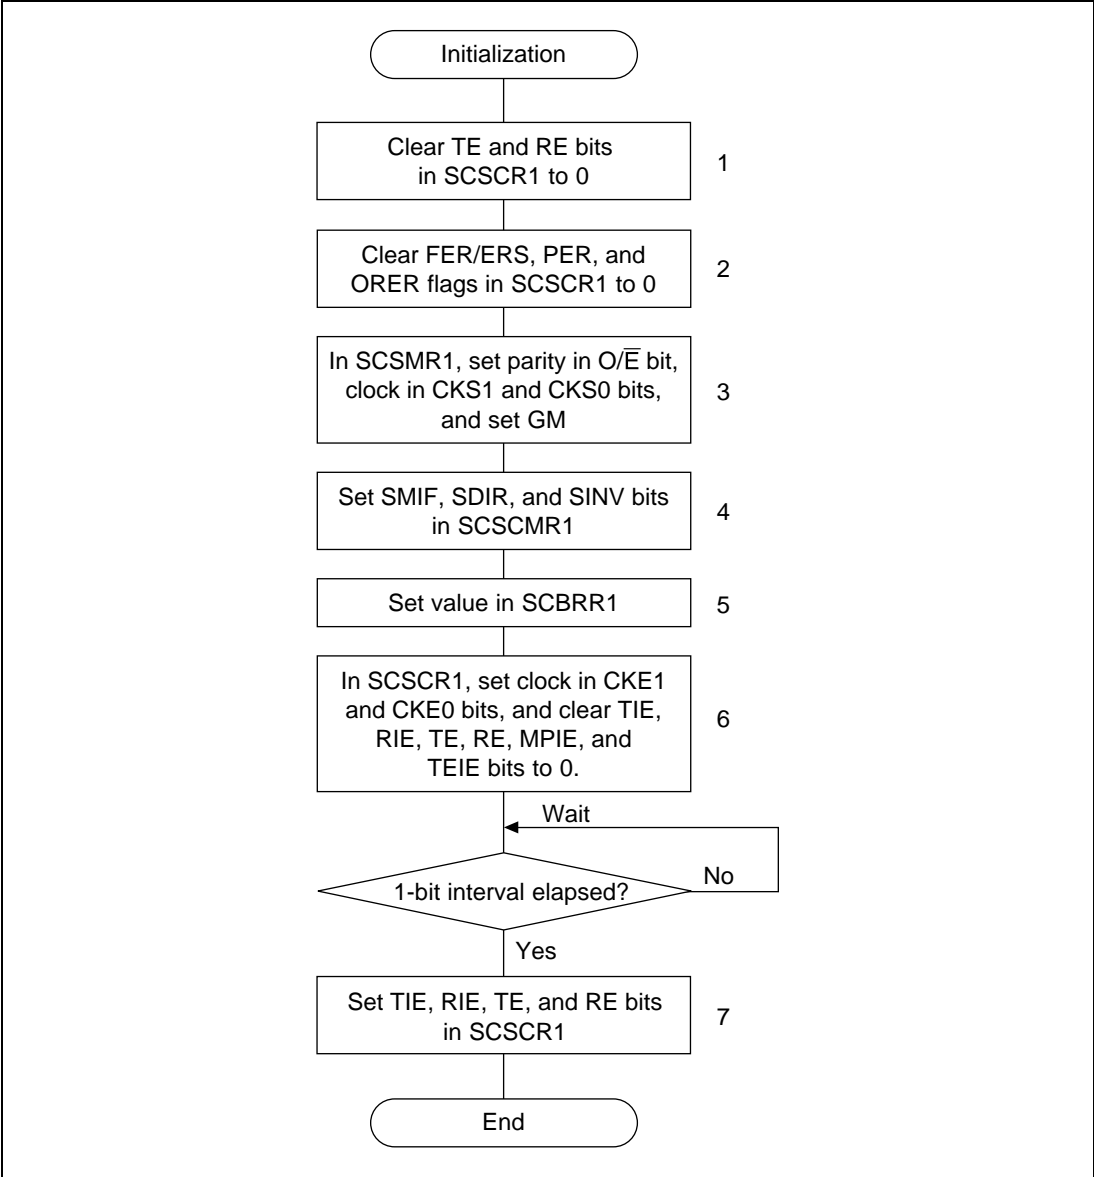 Initialization
Clear TE and RE bits
in SCSCR1 to 0
1
Clear FER/ERS, PER, and
ORER flags in SCSCR1 to 0
2
In SCSMR1, set parity in O/E̅ bit,
clock in CKS1 and CKS0 bits,
and set GM
3
Set SMIF, SDIR, and SINV bits
in SCSCMR1
4
Set value in SCBRR1
5
In SCSCR1, set clock in CKE1
and CKE0 bits, and clear TIE,
RIE, TE, RE, MPIE, and
TEIE bits to 0.
6
Wait
1-bit interval elapsed?
No
Yes
Set TIE, RIE, TE, and RE bits
in SCSCR1
7
End